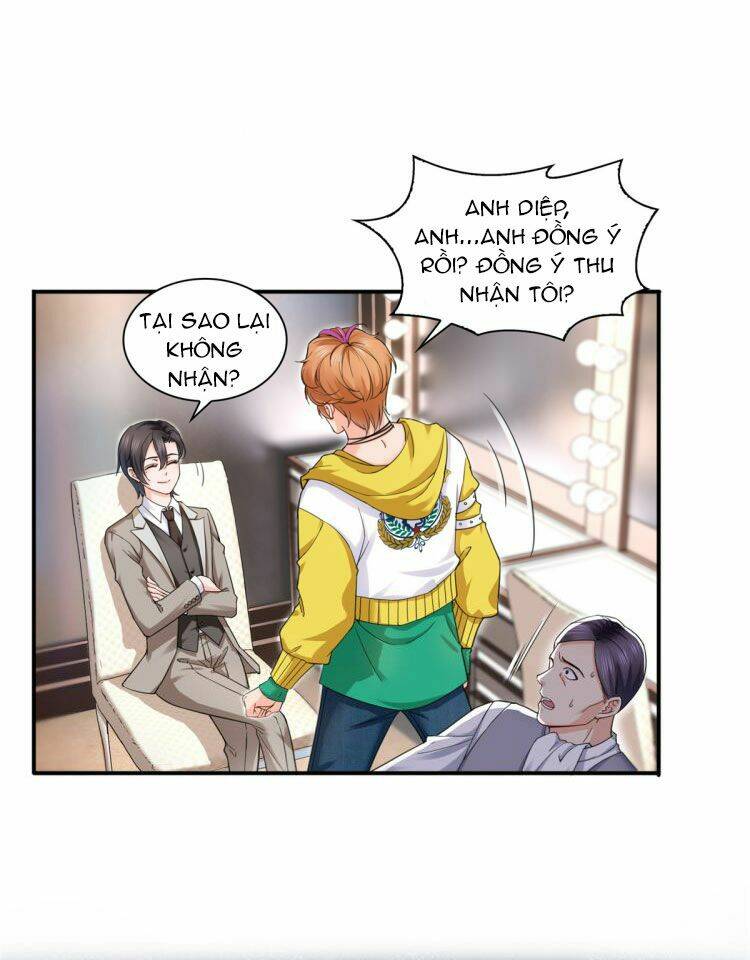 ANH DIỆP,
ANH...ANH ĐỒNG Ý
RỒI? ĐỒNG Ý THU
NHẬN TÔI?
TẠI SAO LẠI
KHÔNG
NHẬN?